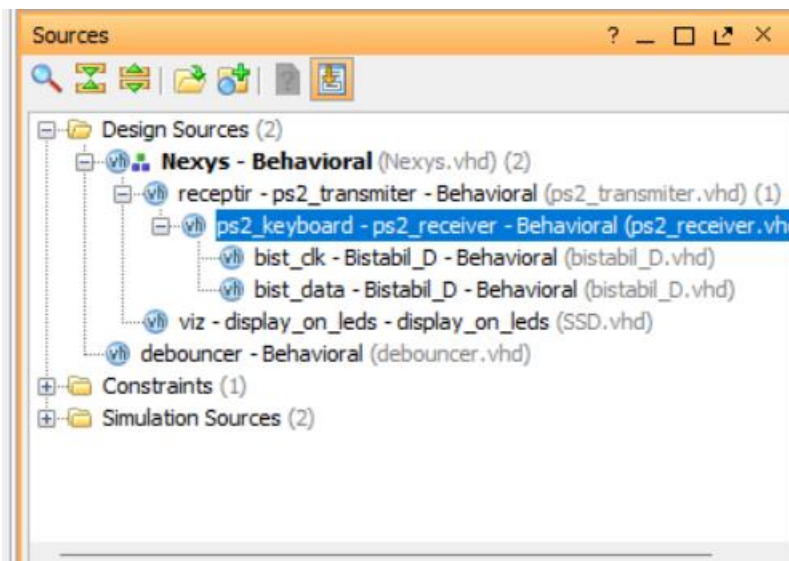 Sources
Design Sources (2)
Nexys - Behavioral (Nexys.vhd) (2)
receptir - ps2_transmiter - Behavioral (ps2_transmiter.vhd) (1)
ps2_keyboard - ps2_receiver - Behavioral (ps2_receiver.vh
bist_clk - Bistabil_D - Behavioral (bistabil_D.vhd)
bist_data - Bistabil_D - Behavioral (bistabil_D.vhd)
viz - display_on_leds - display_on_leds (SSD.vhd)
debouncer - Behavioral (debouncer.vhd)
Constraints (1)
Simulation Sources (2)